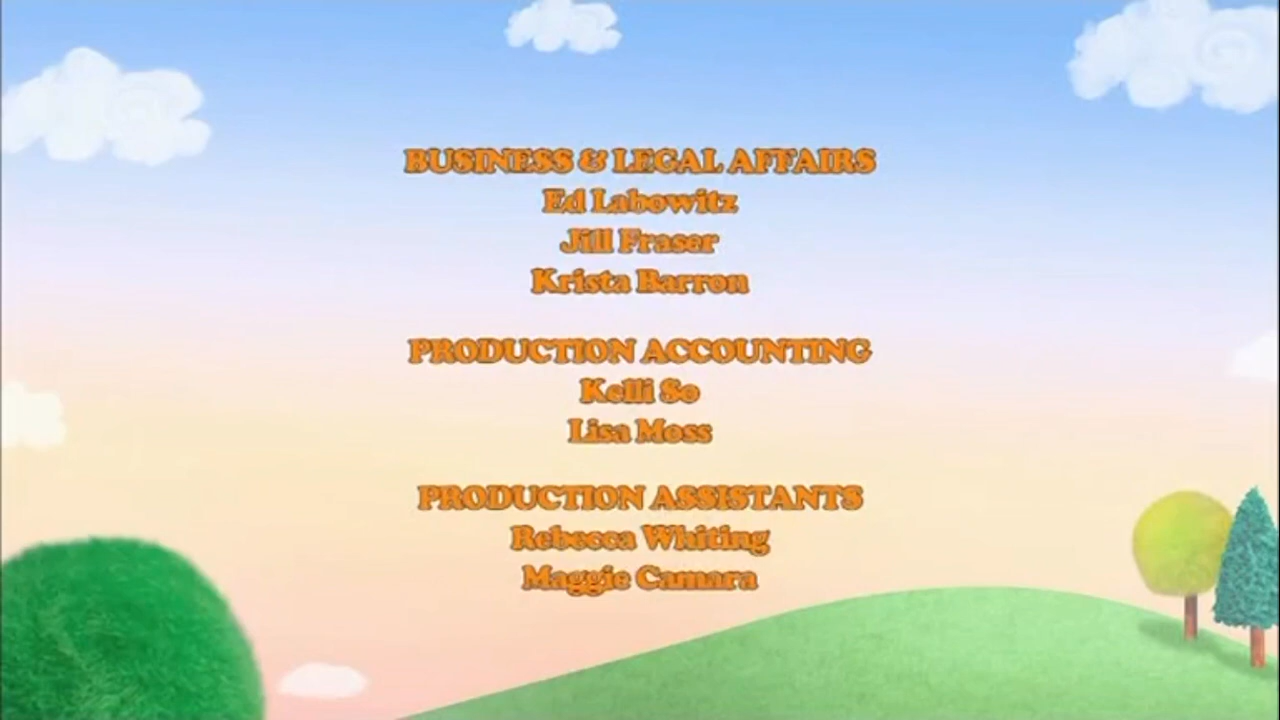 BUSINESS & LEGAL AFFAIRS
Ed Labowitz
Jill Fraser
Krista Barron
PRODUCTION ACCOUNTING
Kelli So
Lisa Moss
PRODUCTION ASSISTANTS
Rebecca Whiting
Maggie Camara